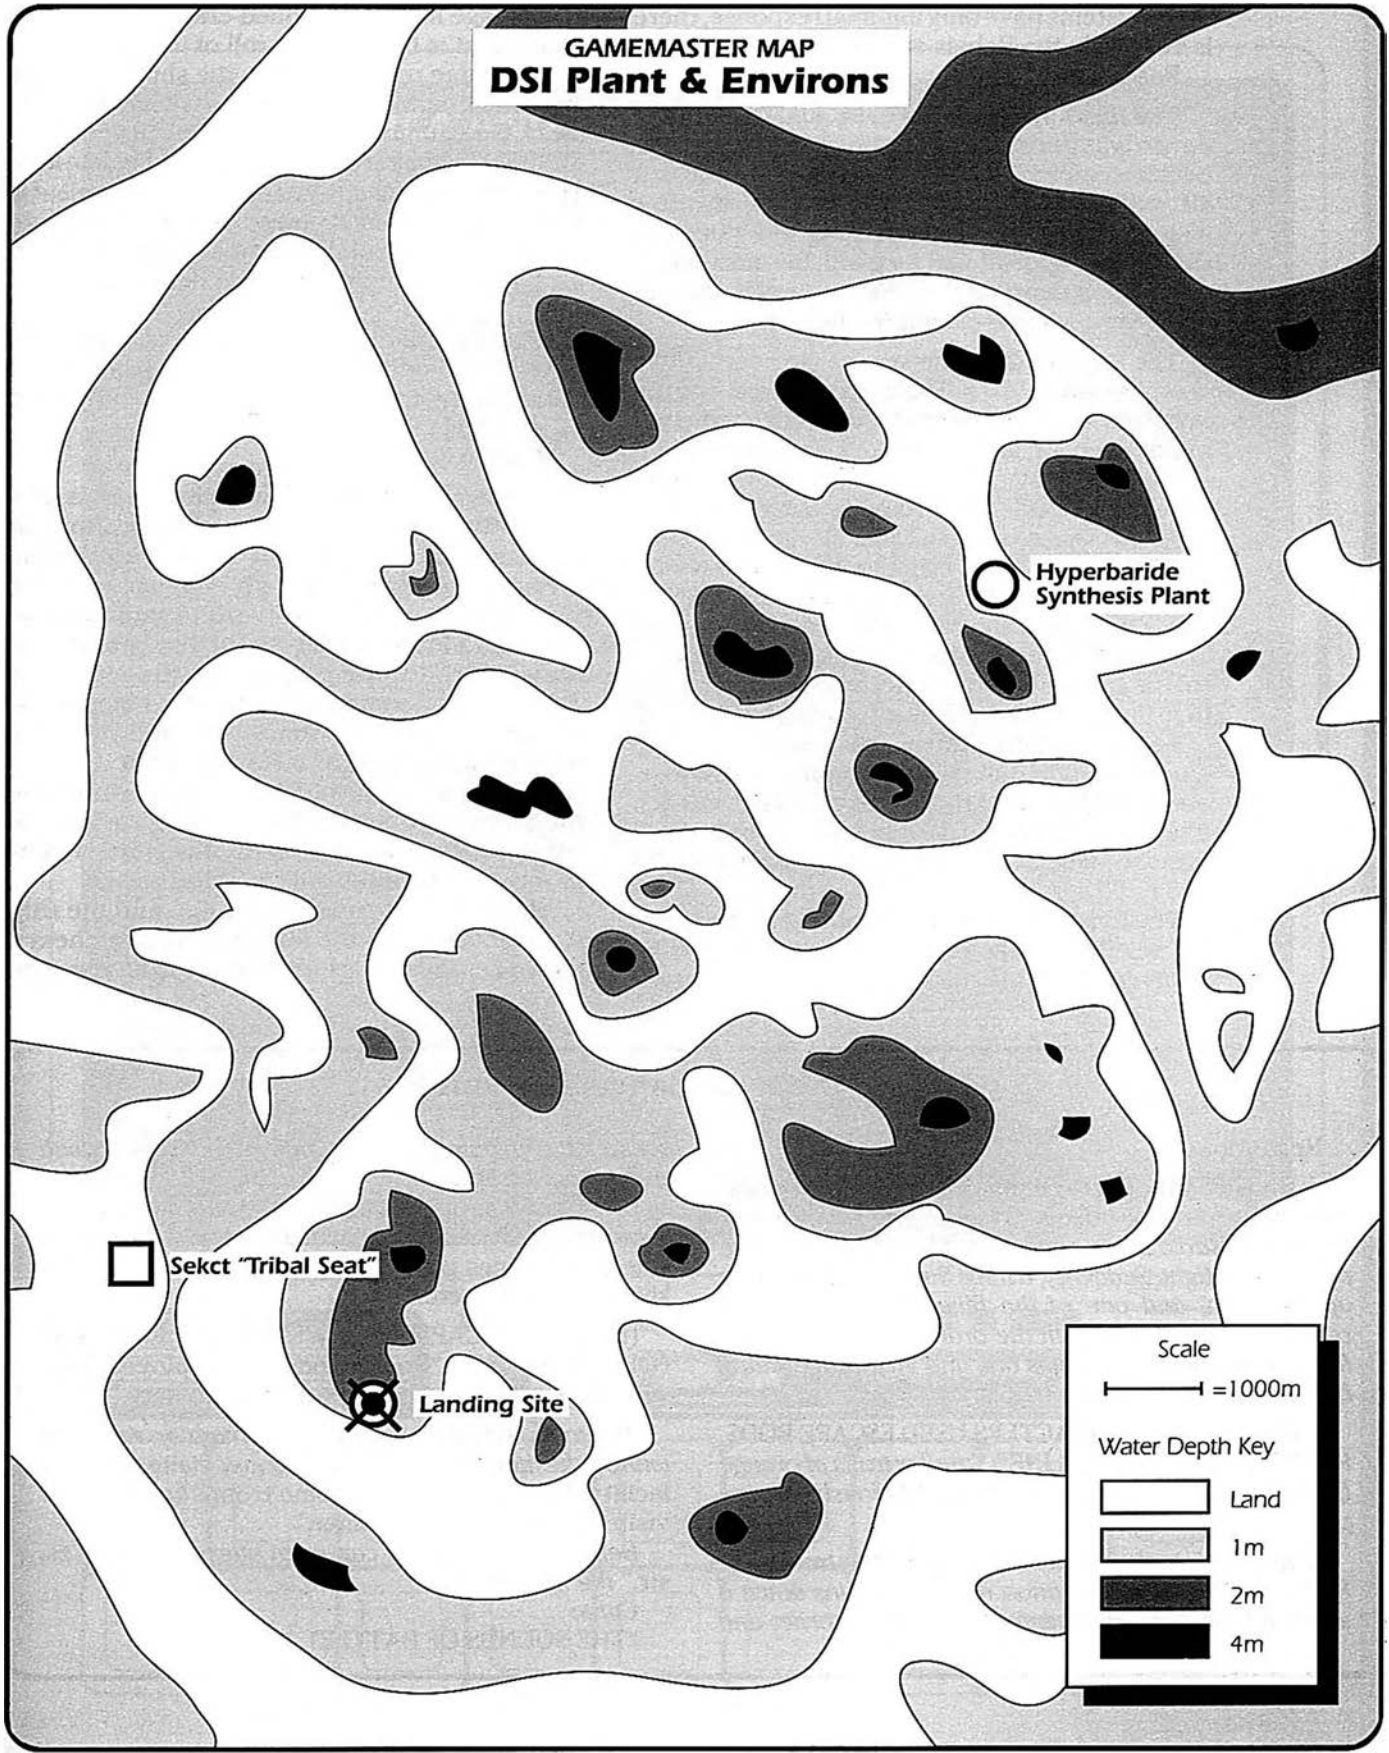 GAMEMASTER MAP
DSI Plant & Environs
Hyperbaride
Synthesis Plant
Sekct "Tribal Seat"
Landing Site
Scale
=1000m
Water Depth Key
Land
1m
2m
4m